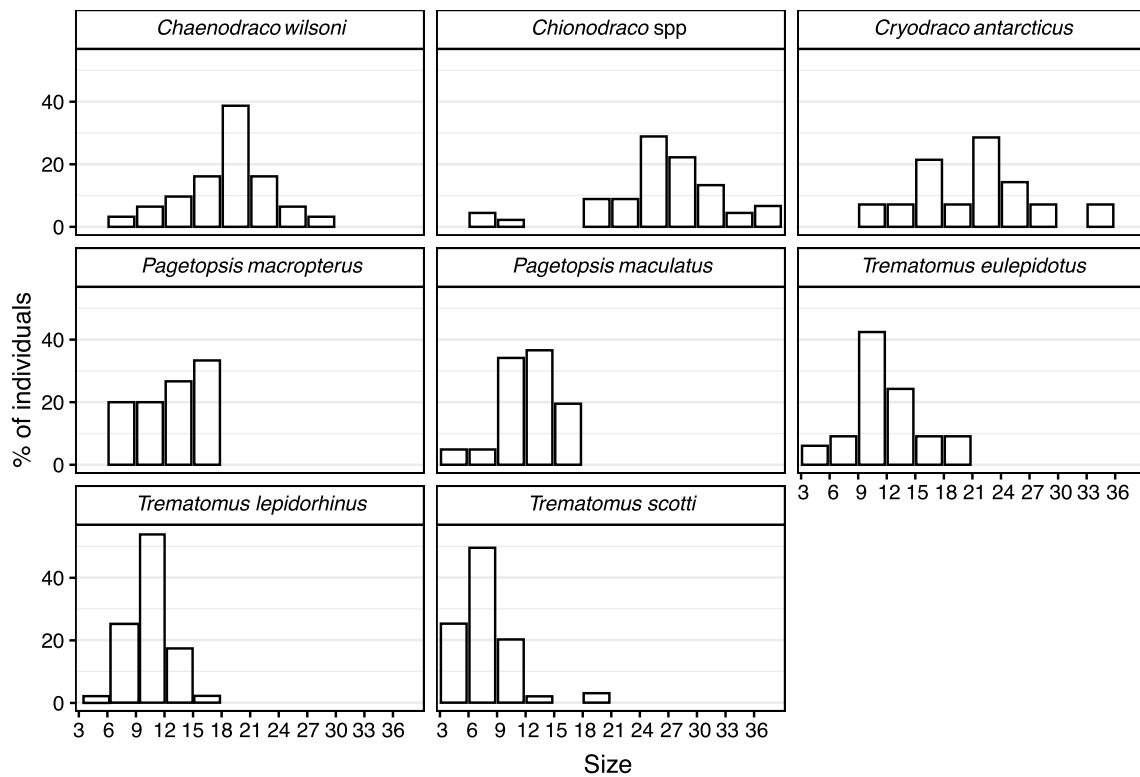 Chaenodraco wilsoni
Chionodraco spp
Cryodraco antarcticus
40
20
0
Pagetopsis macropterus
Pagetopsis maculatus
Trematomus eulepidotus
% of individuals
40
20
0
3 6 9 12 15 18 21 24 27 30 33 36
Trematomus lepidorhinus
Trematomus scotti
40
20
0
3 6 9 12 15 18 21 24 27 30 33 36
3 6 9 12 15 18 21 24 27 30 33 36
Size